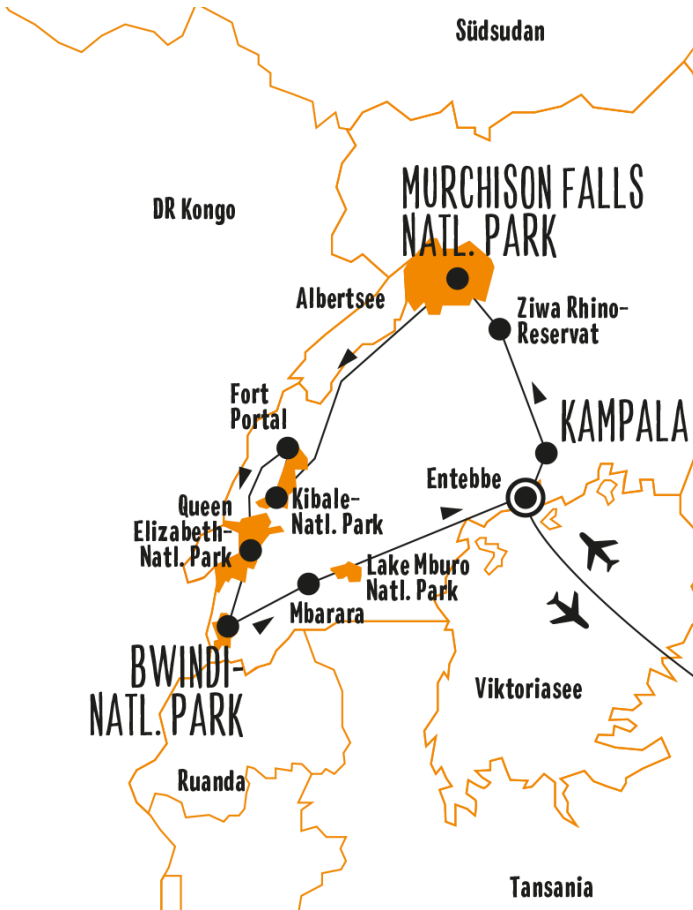 Südsudan
MURCHISON FALLS
NATL. PARK
DR Kongo
Albertsee
Ziwa Rhino-
Reservat
Fort
Portal
KAMPALA
Entebbe
Queen
Elizabeth-
Natl. Park
Kibale-
Natl. Park
Lake Mburo
Natl. Park
Mbarara
BWINDI-
NATL. PARK
Viktoriasee
Ruanda
Tansania